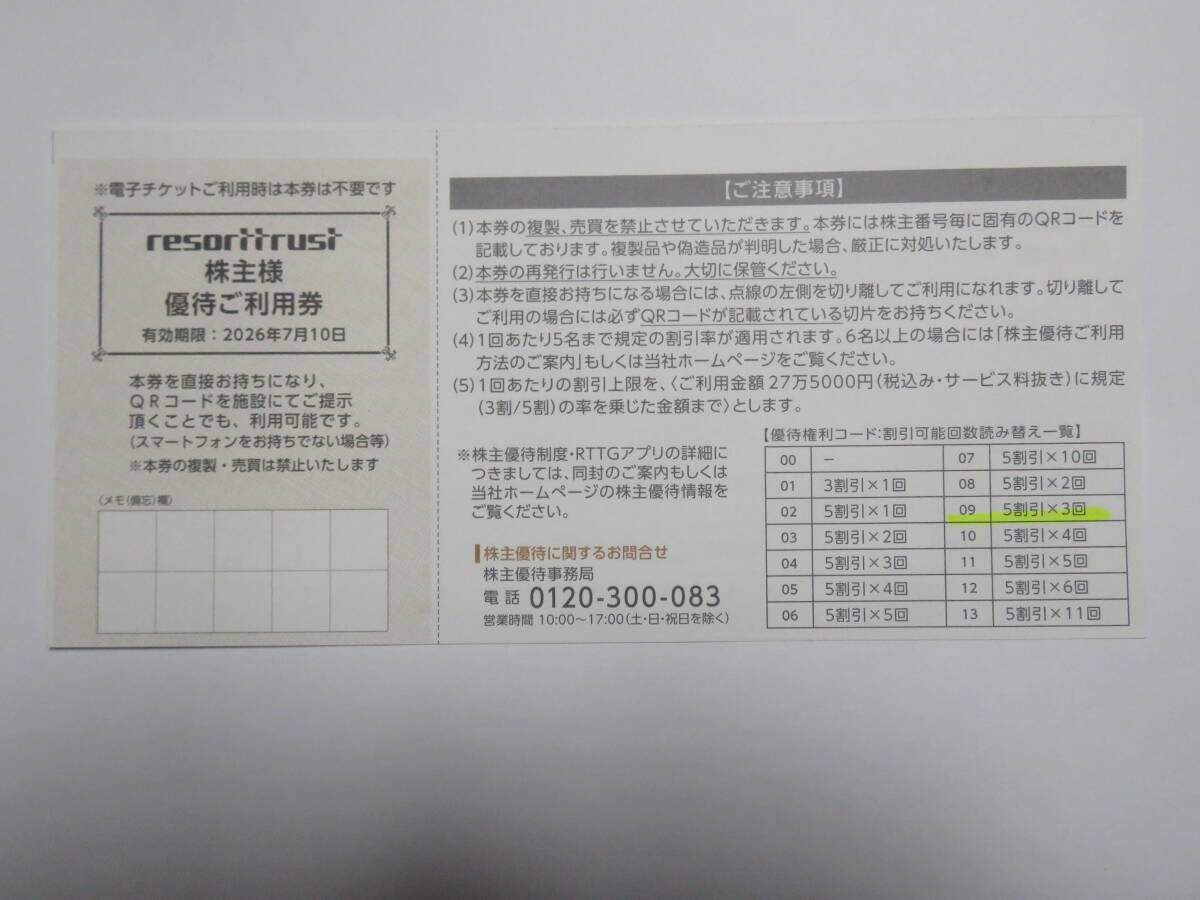 ※電子チケットご利用時は本券は不要です
resorttrust
株主様
優待ご利用券
有効期限：2026年7月10日
本券を直接お持ちになり、
QRコードを施設にてご提示
頂くことでも、利用可能です。
(スマートフォンをお持ちでない場合等)
※本券の複製・売買は禁止いたします
(メモ(備忘)欄)
【ご注意事項】
(1)本券の複製、売買を禁止させていただきます。本券には株主番号毎に固有のQRコードを
記載しております。複製品や偽造品が判明した場合、厳正に対処いたします。
(2)本券の再発行は行いません。大切に保管ください。
(3)本券を直接お持ちになる場合には、点線の左側を切り離してご利用になれます。切り離して
ご利用の場合には必ずQRコードが記載されている切片をお持ちください。
(4)1回あたり5名まで規定の割引率が適用されます。6名以上の場合には「株主優待ご利用
方法のご案内」もしくは当社ホームページをご覧ください。
(5)1回あたりの割引上限を、〈ご利用金額27万5000円(税込み・サービス料抜き)に規定
(3割/5割)の率を乗じた金額まで〉とします。
※株主優待制度・RTTGアプリの詳細に
つきましては、同封のご案内もしくは
当社ホームページの株主優待情報を
ご覧ください。
株主優待に関するお問合せ
株主優待事務局
電話 0120-300-083
営業時間 10:00～17:00(土・日・祝日を除く)
【優待権利コード:割引可能回数読み替え一覧】
00 － 07 5割引×10回
01 3割引×1回 08 5割引×2回
02 5割引×1回 09 5割引×3回
03 5割引×2回 10 5割引×4回
04 5割引×3回 11 5割引×5回
05 5割引×4回 12 5割引×6回
06 5割引×5回 13 5割引×11回